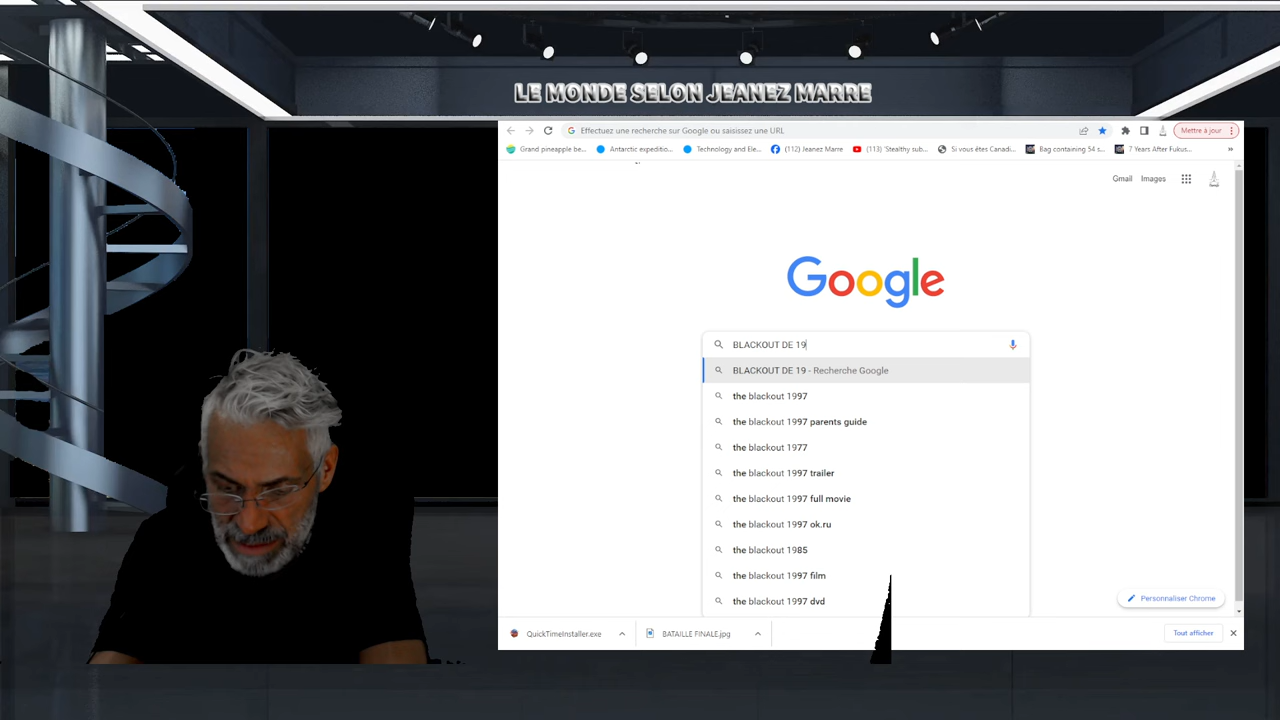 LE MONDE SELON JEANEZ MARRE
Effectuez une recherche sur Google ou saisissez une URL
Mettre à jour
Grand pineapple be...
Antarctic expeditio...
Technology and Ele...
(112) Jeanez Marre
(113) 'Stealthy sub...
Si vous êtes Canadi...
Bag containing 54 s...
7 Years After Fukus...
Gmail
Images
Google
BLACKOUT DE 19
BLACKOUT DE 19 - Recherche Google
the blackout 1997
the blackout 1997 parents guide
the blackout 1977
the blackout 1997 trailer
the blackout 1997 full movie
the blackout 1997 ok.ru
the blackout 1985
the blackout 1997 film
the blackout 1997 dvd
Personnaliser Chrome
QuickTimeInstaller.exe
BATAILLE FINALE.jpg
Tout afficher